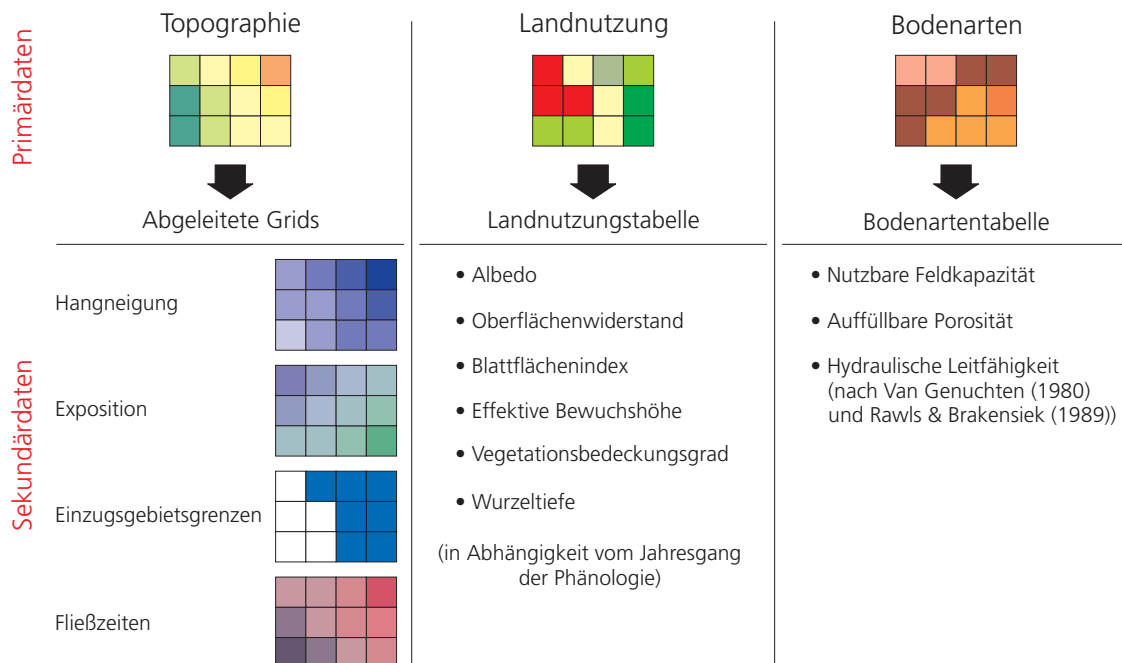 Primärdaten
Sekundärdaten
Topographie
Abgeleitete Grids
Hangneigung
Exposition
Einzugsgebietsgrenzen
Fließzeiten
Landnutzung
Landnutzungstabelle
• Albedo
• Oberflächenwiderstand
• Blattflächenindex
• Effektive Bewuchshöhe
• Vegetationsbedeckungsgrad
• Wurzeltiefe
(in Abhängigkeit vom Jahresgang
der Phänologie)
Bodenarten
Bodenartentabelle
• Nutzbare Feldkapazität
• Auffüllbare Porosität
• Hydraulische Leitfähigkeit
(nach Van Genuchten (1980)
und Rawls & Brakensiek (1989))